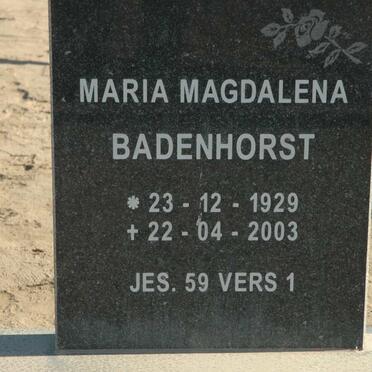 MARIA MAGDALENA
BADENHORST
* 23 - 12 - 1929
+ 22 - 04 - 2003
JES. 59 VERS 1